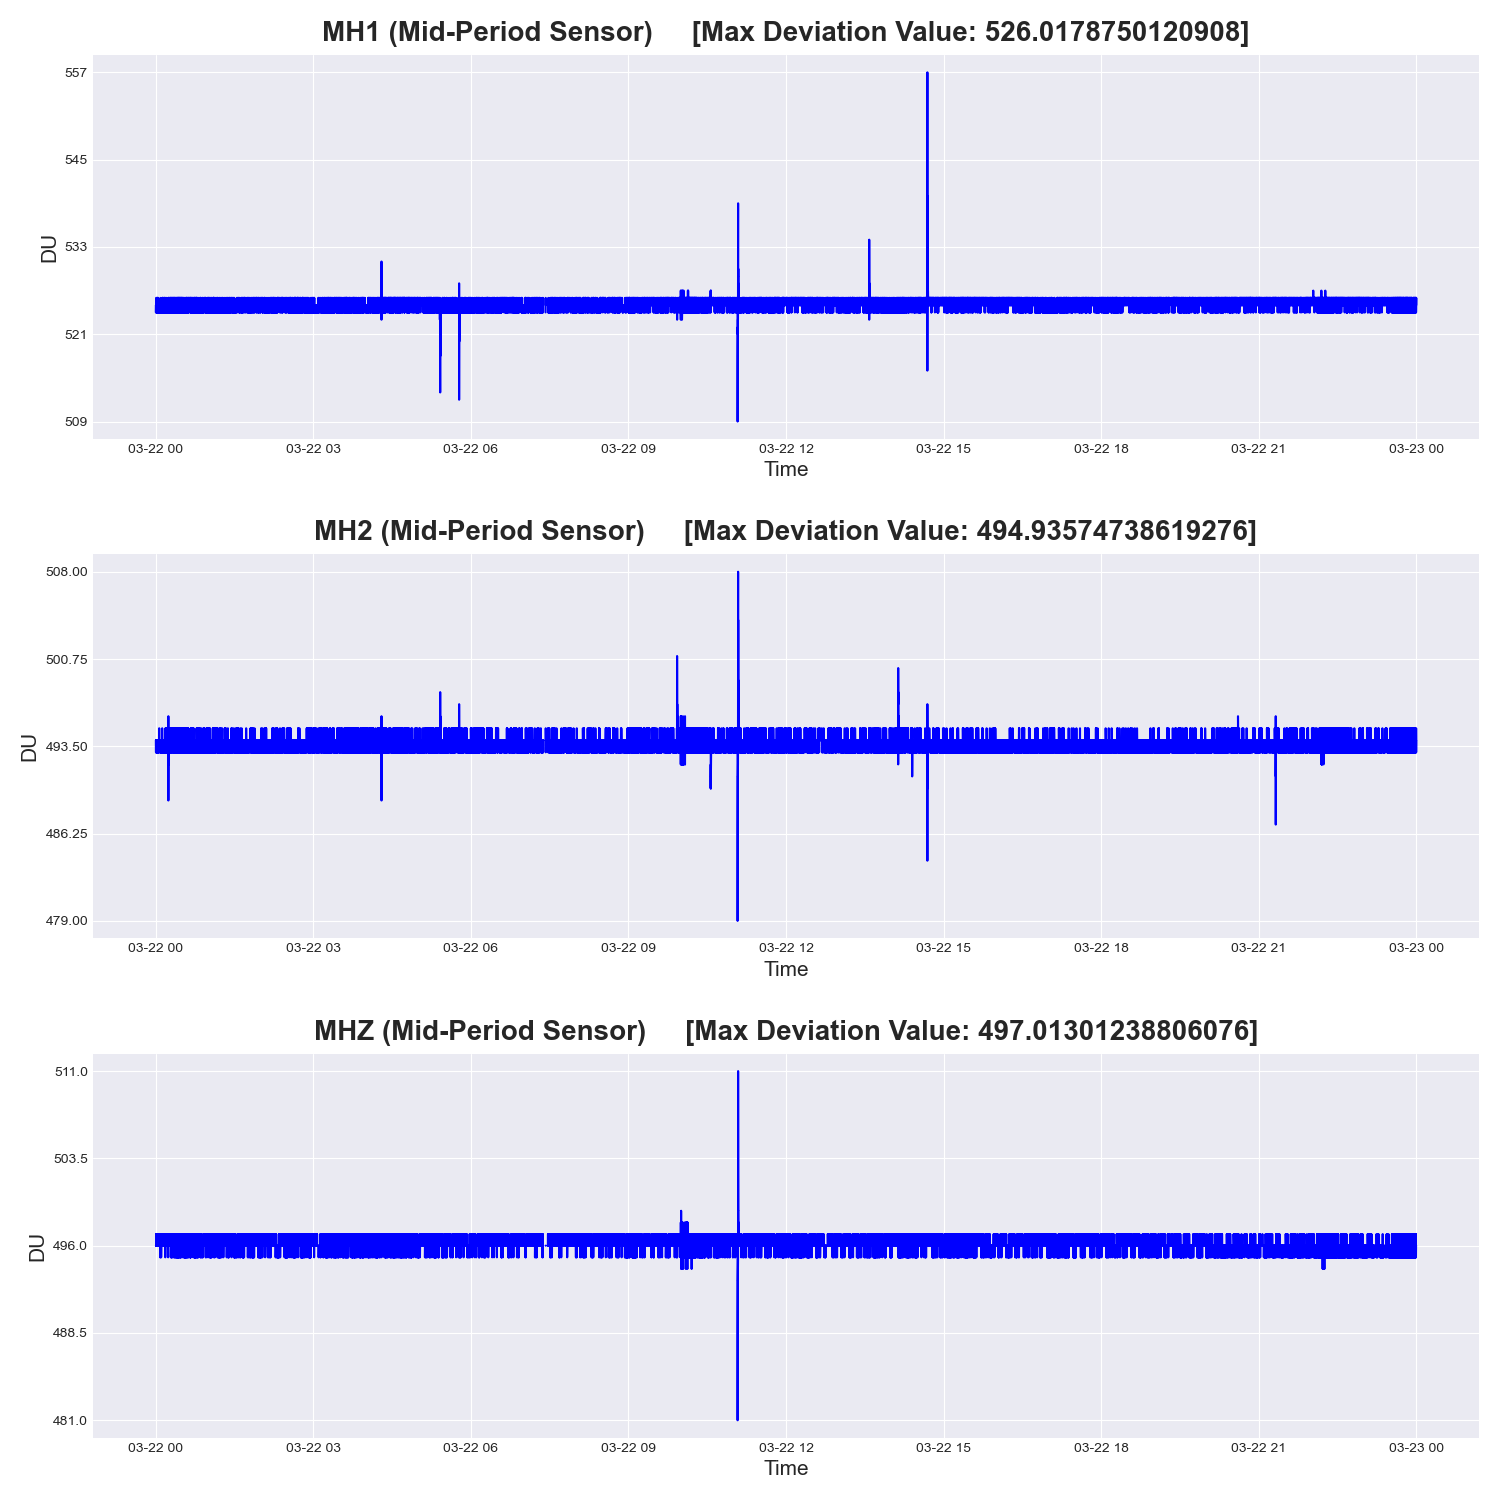 MH1 (Mid-Period Sensor) [Max Deviation Value: 526.0178750120908]
557
545
533
521
509
DU
03-22 00 03-22 03 03-22 06 03-22 09 03-22 12 03-22 15 03-22 18 03-22 21 03-23 00
Time
MH2 (Mid-Period Sensor) [Max Deviation Value: 494.93574738619276]
508.00
500.75
493.50
486.25
479.00
DU
03-22 00 03-22 03 03-22 06 03-22 09 03-22 12 03-22 15 03-22 18 03-22 21 03-23 00
Time
MHZ (Mid-Period Sensor) [Max Deviation Value: 497.01301238806076]
511.0
503.5
496.0
488.5
481.0
DU
03-22 00 03-22 03 03-22 06 03-22 09 03-22 12 03-22 15 03-22 18 03-22 21 03-23 00
Time